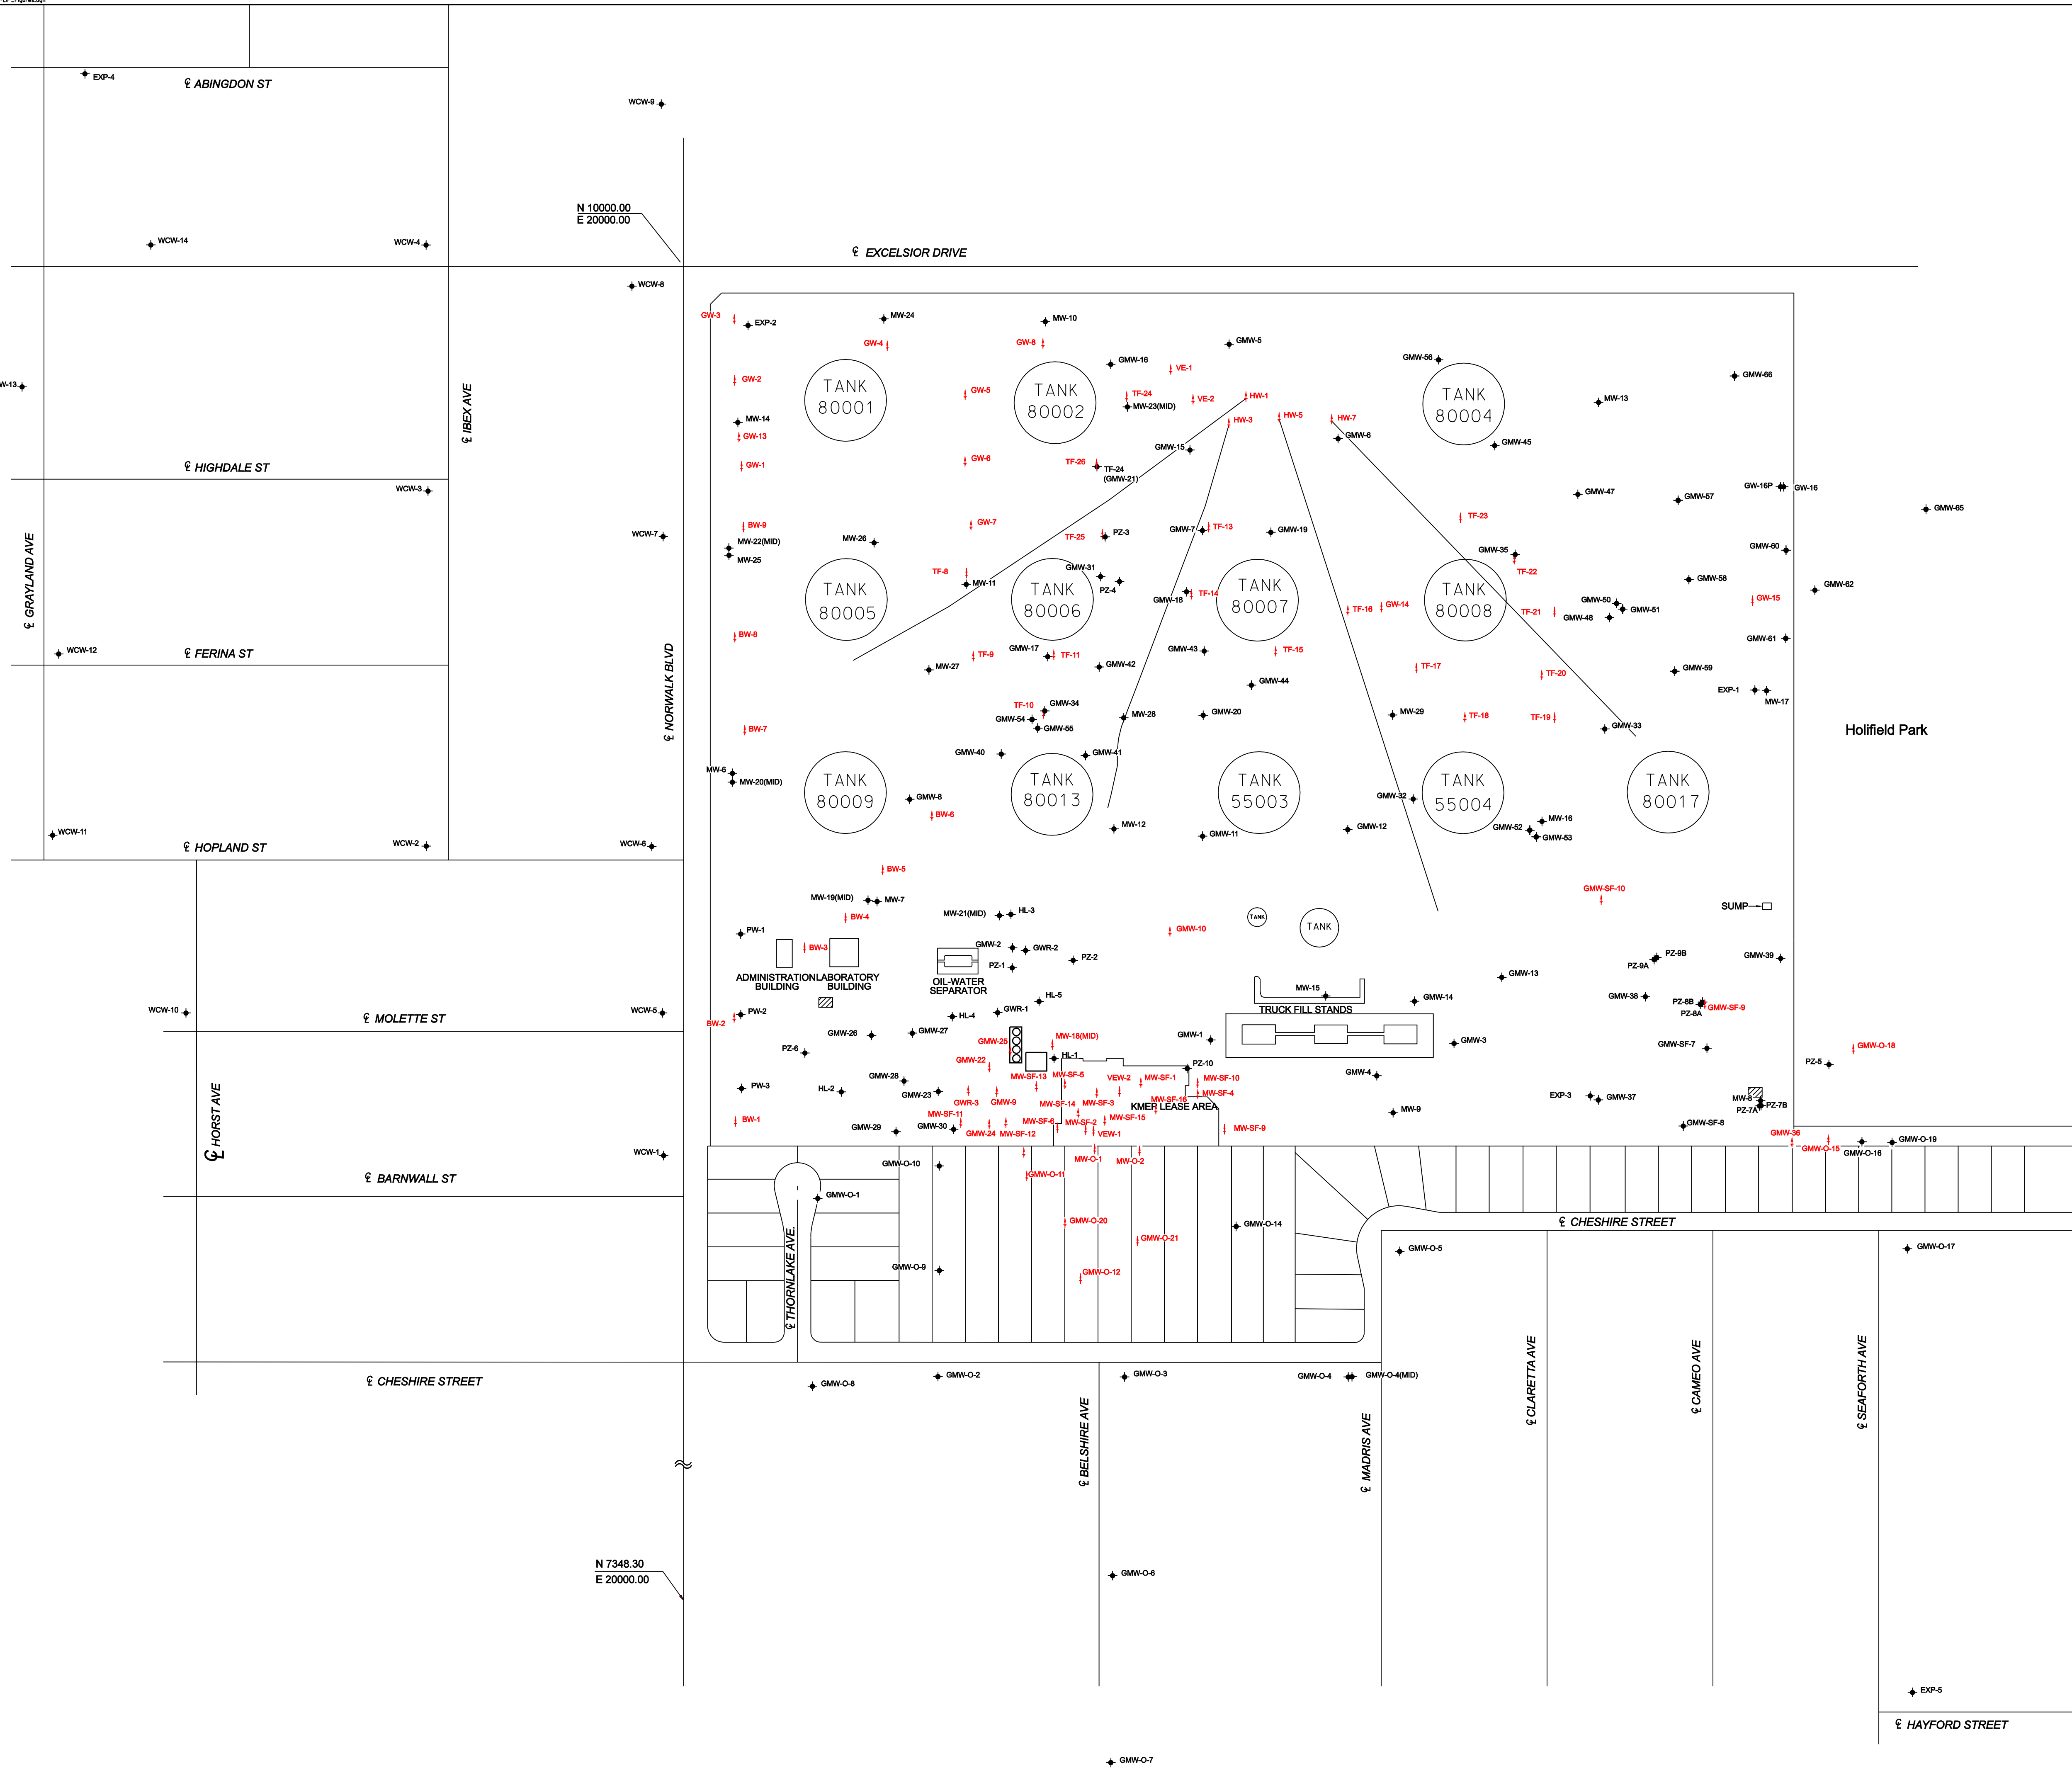 EXP-4
℄ ABINGDON ST
WCW-9
N 10000.00
E 20000.00
WCW-14
WCW-4
℄ EXCELSIOR DRIVE
WCW-8
GW-3
EXP-2
MW-24
MW-10
GW-4
GW-8
GMW-5
GMW-16
GMW-56
VE-1
GMW-66
W-13
GW-2
TANK
80001
GW-5
TANK
80002
TF-24
MW-23(MID)
VE-2
HW-1
HW-3
HW-5
HW-7
TANK
80004
MW-13
℄ IBEX AVE
MW-14
GW-13
GMW-15
GMW-6
GMW-45
℄ HIGHDALE ST
GW-1
GW-6
TF-26
TF-24
(GMW-21)
WCW-3
GMW-47
GMW-57
GW-16P
GW-16
GMW-65
℄ GRAYLAND AVE
WCW-7
BW-9
MW-22(MID)
MW-25
MW-26
GW-7
TF-25
PZ-3
GMW-7
TF-13
GMW-19
TF-23
GMW-35
GMW-60
TF-8
MW-11
GMW-31
PZ-4
TF-22
GMW-58
GMW-62
TANK
80005
TANK
80006
GMW-18
TF-14
TANK
80007
TF-16
GW-14
TANK
80008
TF-21
GMW-50
GMW-51
GMW-48
GW-15
BW-8
GMW-61
WCW-12
℄ FERINA ST
℄ NORWALK BLVD
MW-27
TF-9
GMW-17
TF-11
GMW-42
GMW-43
TF-15
TF-17
TF-20
GMW-59
GMW-44
EXP-1
MW-17
TF-10
GMW-34
GMW-54
GMW-55
MW-28
GMW-20
MW-29
TF-18
TF-19
GMW-33
Holifield Park
BW-7
GMW-40
GMW-41
MW-6
MW-20(MID)
TANK
80009
TANK
80013
TANK
55003
TANK
55004
TANK
80017
GMW-8
BW-6
GMW-32
WCW-11
℄ HOPLAND ST
WCW-2
WCW-6
MW-12
GMW-11
GMW-12
MW-16
GMW-52
GMW-53
BW-5
GMW-SF-10
MW-19(MID)
MW-7
BW-4
MW-21(MID)
HL-3
TANK
TANK
SUMP
PW-1
BW-3
GMW-10
GMW-2
GWR-2
PZ-1
PZ-2
PZ-9B
PZ-9A
GMW-39
ADMINISTRATION
BUILDING
LABORATORY
BUILDING
OIL-WATER
SEPARATOR
GMW-13
MW-15
GMW-14
GMW-38
PZ-8B
PZ-8A
GMW-SF-9
HL-5
TRUCK FILL STANDS
WCW-10
℄ MOLETTE ST
WCW-5
BW-2
PW-2
HL-4
GWR-1
GMW-26
GMW-27
GMW-25
MW-18(MID)
GMW-1
GMW-3
GMW-SF-7
GMW-O-18
PZ-6
HL-1
PZ-5
GMW-22
PZ-10
GMW-4
℄ HORST AVE
PW-3
HL-2
GMW-28
GMW-23
MW-SF-13
MW-SF-5
VEW-2
MW-SF-1
MW-SF-10
MW-SF-4
GWR-3
GMW-9
MW-SF-14
MW-SF-3
MW-SF-16
KMEP LEASE AREA
EXP-3
GMW-37
MW-8
PZ-7B
PZ-7A
MW-9
BW-1
MW-SF-11
GMW-29
GMW-30
GMW-24
MW-SF-12
MW-SF-6
MW-SF-2
MW-SF-15
VEW-1
MW-SF-9
GMW-SF-8
GMW-36
GMW-O-15
GMW-O-16
GMW-O-19
WCW-1
℄ BARNWALL ST
GMW-O-10
GMW-O-11
MW-O-1
MW-O-2
GMW-O-1
GMW-O-20
GMW-O-21
GMW-O-14
℄ CHESHIRE STREET
GMW-O-5
GMW-O-17
℄ THORNLAKE AVE.
GMW-O-9
GMW-O-12
℄ CHESHIRE STREET
GMW-O-8
GMW-O-2
GMW-O-3
GMW-O-4
GMW-O-4(MID)
℄ BELSHIRE AVE
℄ MADRIS AVE
℄ CLARETTA AVE
℄ CAMEO AVE
℄ SEAFORTH AVE
N 7348.30
E 20000.00
GMW-O-6
EXP-5
℄ HAYFORD STREET
GMW-O-7